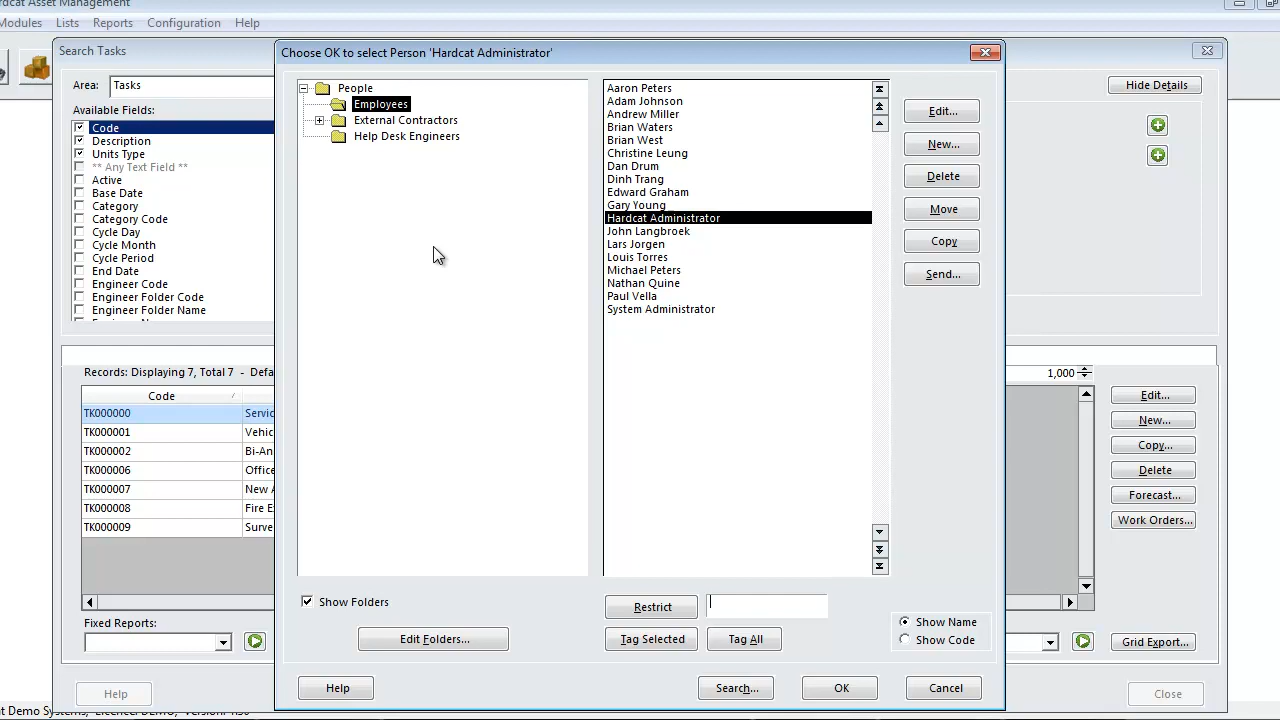 rdcat Asset Management
Modules Lists Reports Configuration Help
Search Tasks
Area: Tasks
Hide Details
Available Fields:
Code
Description
Units Type
** Any Text Field **
Active
Base Date
Category
Category Code
Cycle Day
Cycle Month
Cycle Period
End Date
Engineer Code
Engineer Folder Code
Engineer Folder Name
Records: Displaying 7, Total 7 - Defa
1,000
Code
TK000000 Servic
TK000001 Vehic
TK000002 Bi-An
TK000006 Office
TK000007 New A
TK000008 Fire E
TK000009 Surve
Edit...
New...
Copy...
Delete
Forecast...
Work Orders...
Fixed Reports:
Grid Export...
Help
Close
t Demo Systems, Licence: DEMO, Version:
Choose OK to select Person 'Hardcat Administrator'
People
Employees
External Contractors
Help Desk Engineers
Aaron Peters
Adam Johnson
Andrew Miller
Brian Waters
Brian West
Christine Leung
Dan Drum
Dinh Trang
Edward Graham
Gary Young
Hardcat Administrator
John Langbroek
Lars Jorgen
Louis Torres
Michael Peters
Nathan Quine
Paul Vella
System Administrator
Edit...
New...
Delete
Move
Copy
Send...
Show Folders
Edit Folders...
Restrict
Tag Selected
Tag All
Show Name
Show Code
Help
Search...
OK
Cancel